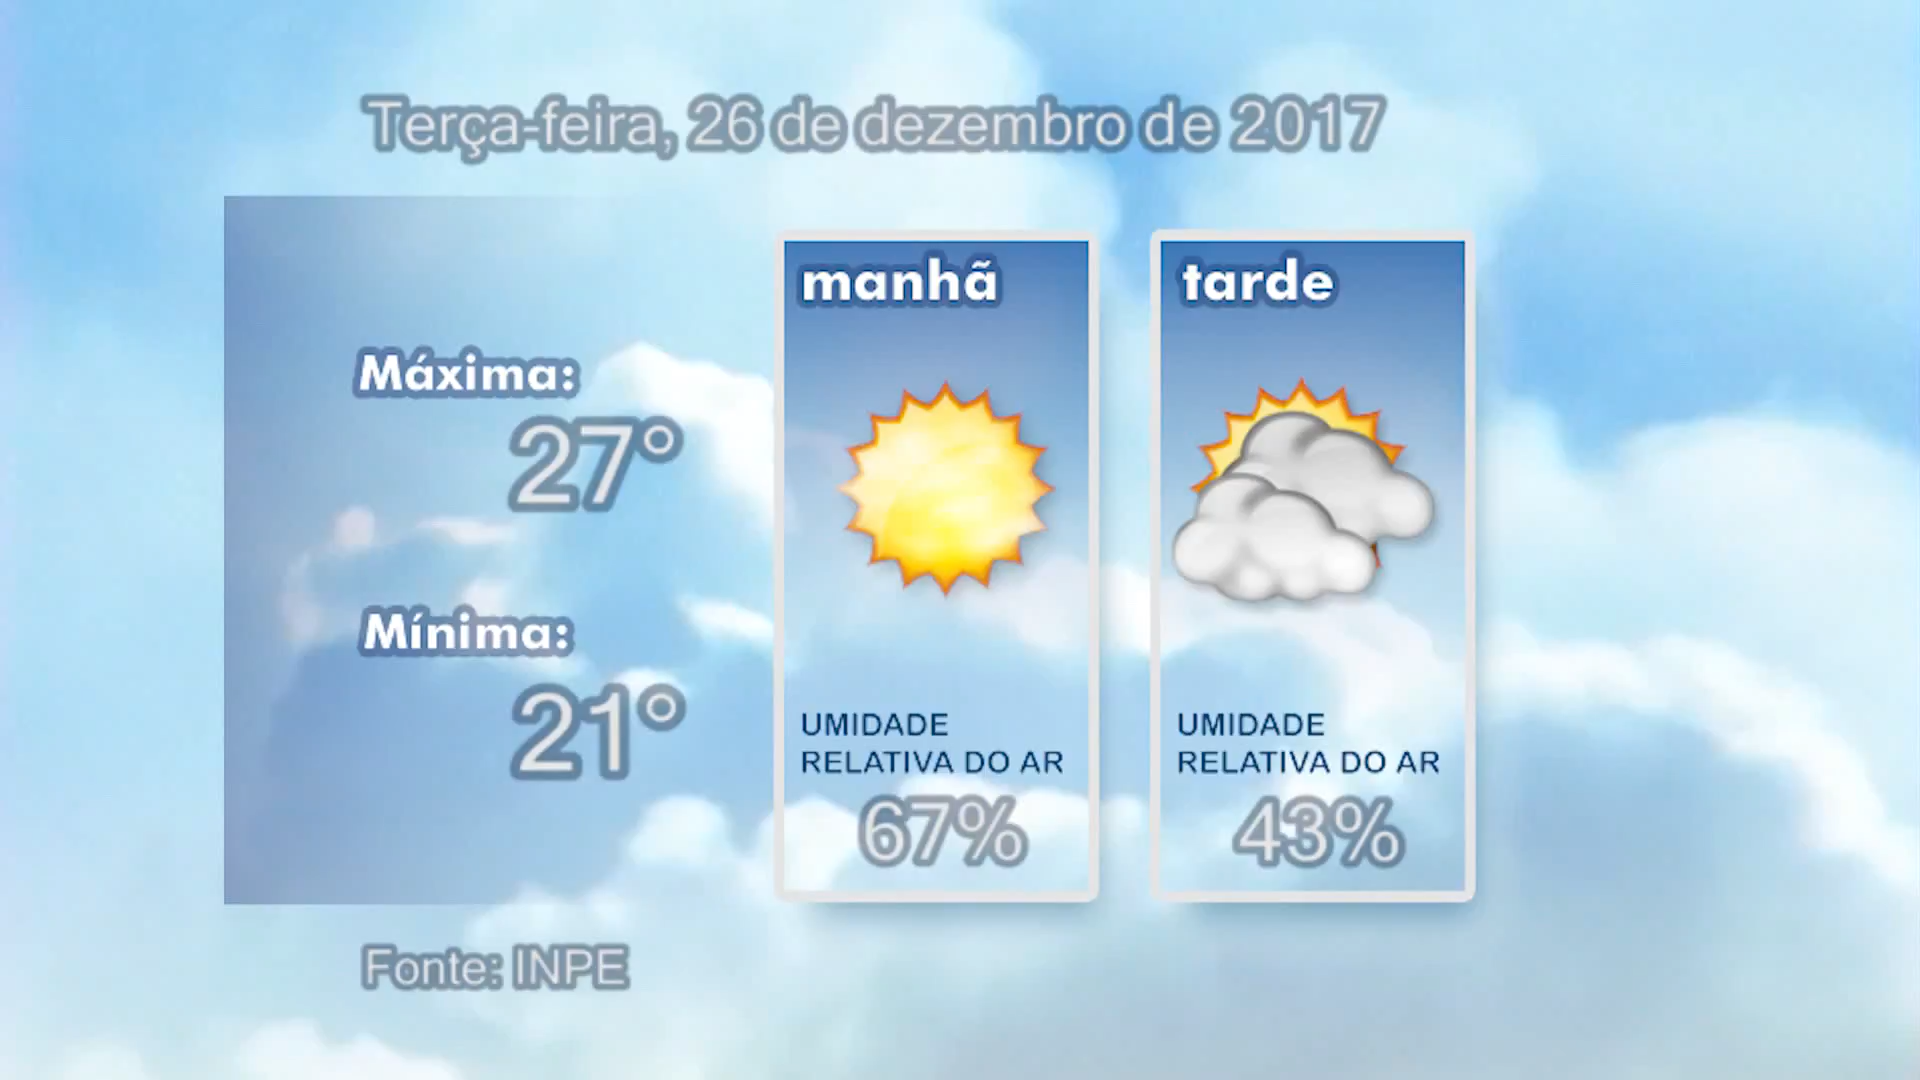 Terça-feira, 26 de dezembro de 2017
Máxima:
27°
Mínima:
21°
manhã
UMIDADE
RELATIVA DO AR
67%
tarde
UMIDADE
RELATIVA DO AR
43%
Fonte: INPE